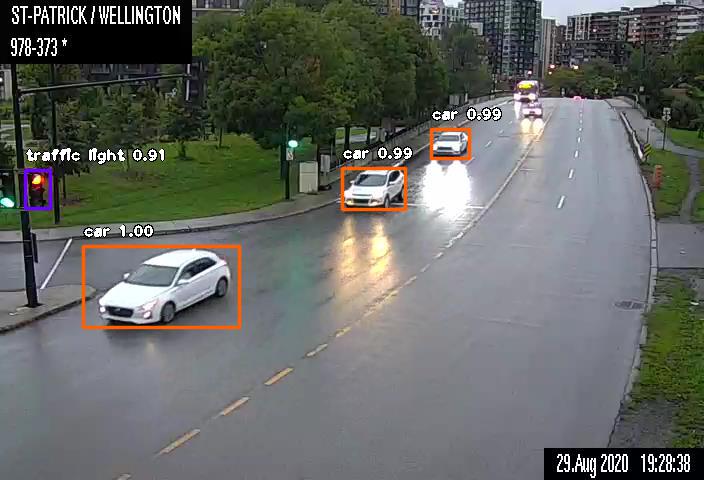 ST-PATRICK / WELLINGTON
978-373 *
car 0.99
car 0.99
traffic light 0.91
car 1.00
29.Aug 2020 19:28:38